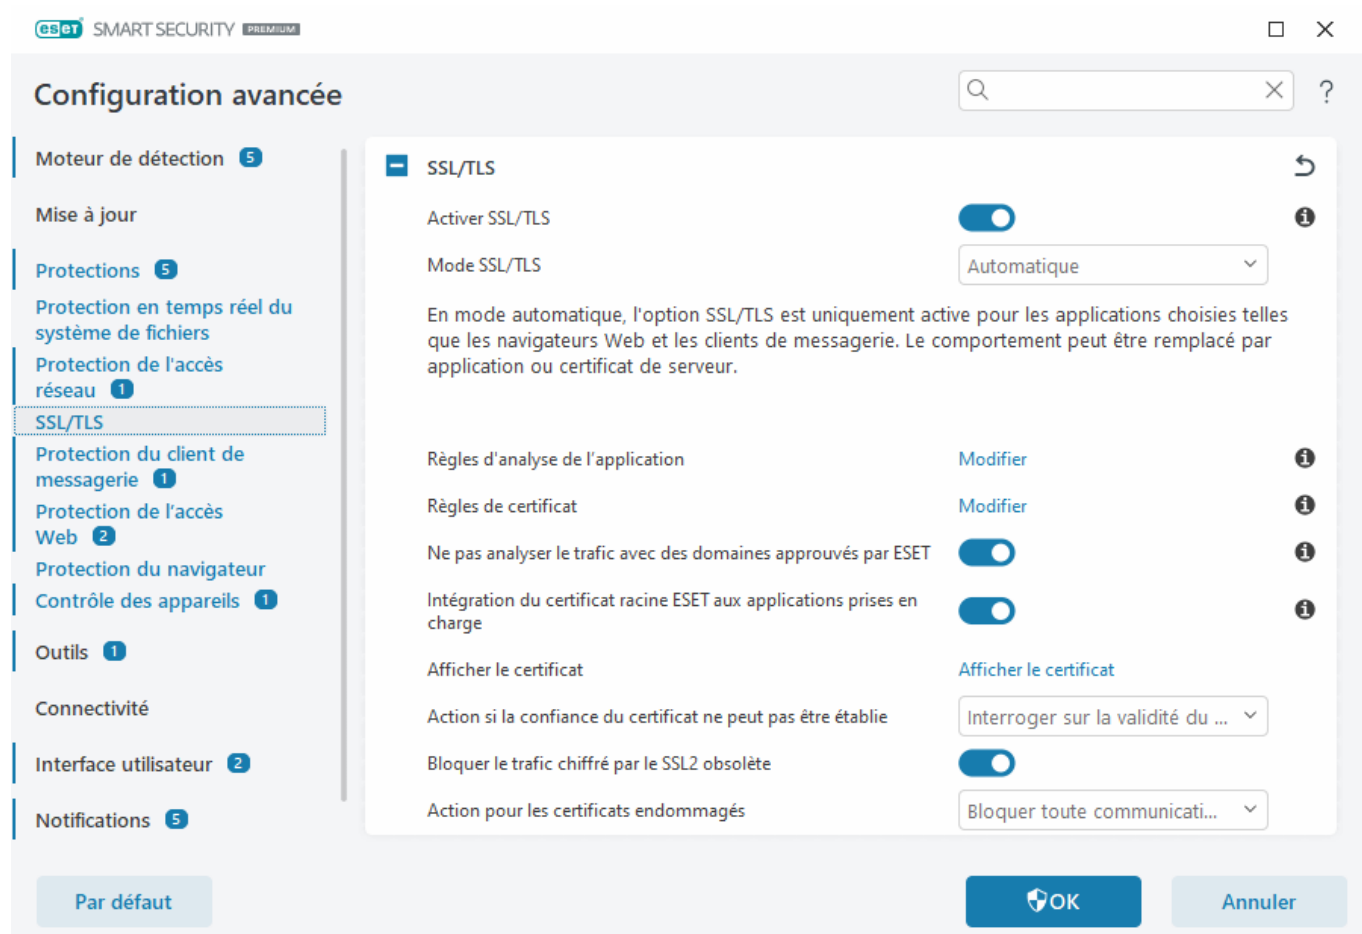 eseT SMART SECURITY PREMIUM
Configuration avancée
?
Moteur de détection 5
Mise à jour
Protections 5
Protection en temps réel du
système de fichiers
Protection de l'accès
réseau 1
SSL/TLS
Protection du client de
messagerie 1
Protection de l'accès
Web 2
Protection du navigateur
Contrôle des appareils 1
Outils 1
Connectivité
Interface utilisateur 2
Notifications 5
SSL/TLS
Activer SSL/TLS
Mode SSL/TLS
Automatique
En mode automatique, l'option SSL/TLS est uniquement active pour les applications choisies telles
que les navigateurs Web et les clients de messagerie. Le comportement peut être remplacé par
application ou certificat de serveur.
Règles d'analyse de l'application
Modifier
Règles de certificat
Modifier
Ne pas analyser le trafic avec des domaines approuvés par ESET
Intégration du certificat racine ESET aux applications prises en
charge
Afficher le certificat
Afficher le certificat
Action si la confiance du certificat ne peut pas être établie
Interroger sur la validité du ...
Bloquer le trafic chiffré par le SSL2 obsolète
Action pour les certificats endommagés
Bloquer toute communicati...
Par défaut
OK
Annuler